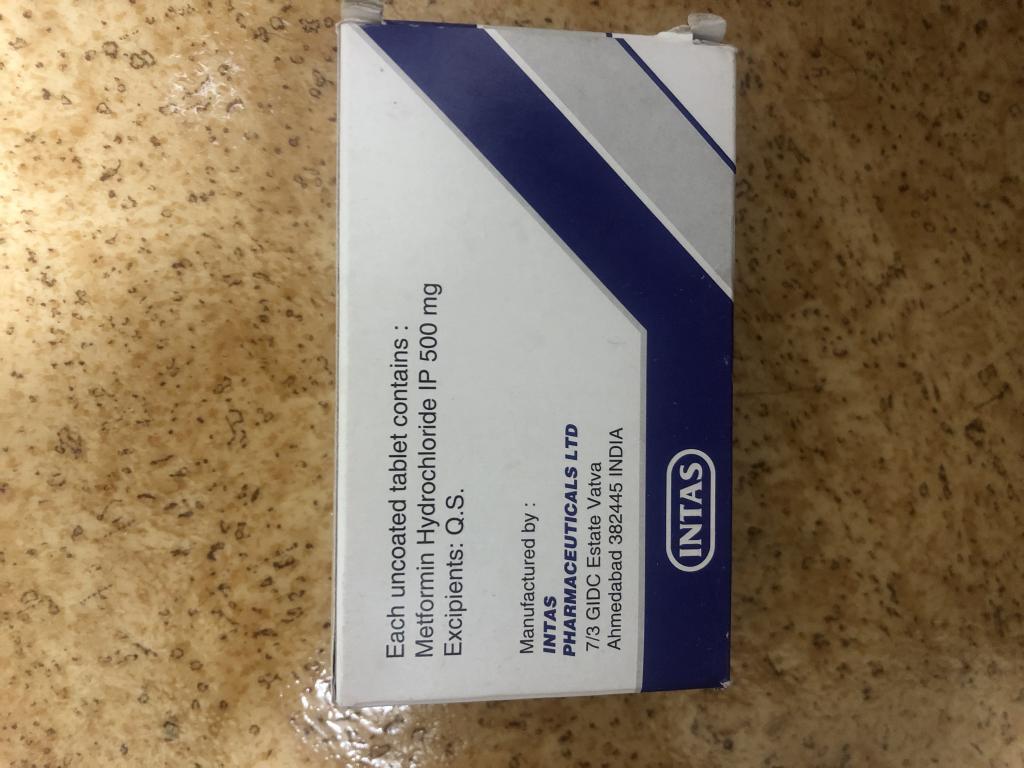 Each uncoated tablet contains :
Metformin Hydrochloride IP 500 mg
Excipients: Q.S.
Manufactured by :
INTAS
PHARMACEUTICALS LTD
7/3 GIDC Estate Vatva
Ahmedabad 382445 INDIA
INTAS